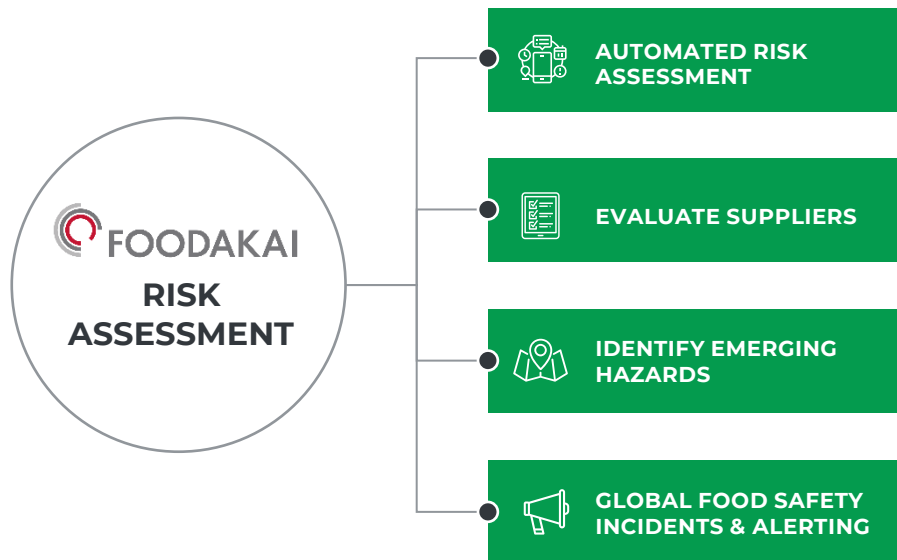 FOODAKAI
RISK
ASSESSMENT
AUTOMATED RISK
ASSESSMENT
EVALUATE SUPPLIERS
IDENTIFY EMERGING
HAZARDS
GLOBAL FOOD SAFETY
INCIDENTS & ALERTING